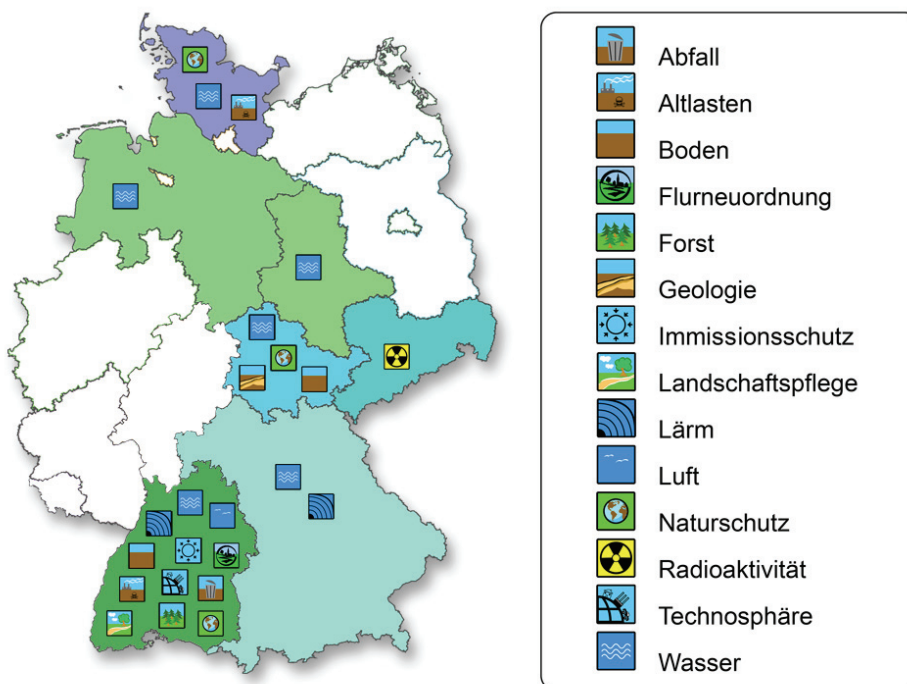 Abfall
Altlasten
Boden
Flurneuordnung
Forst
Geologie
Immissionsschutz
Landschaftspflege
Lärm
Luft
Naturschutz
Radioaktivität
Technosphäre
Wasser